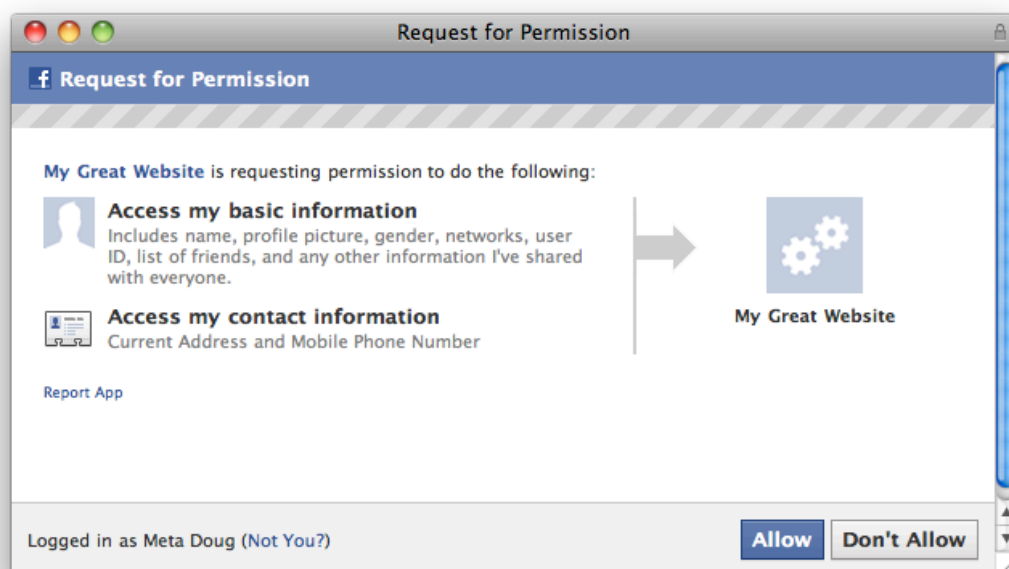 Request for Permission
f Request for Permission
My Great Website is requesting permission to do the following:
Access my basic information
Includes name, profile picture, gender, networks, user
ID, list of friends, and any other information I've shared
with everyone.
Access my contact information
Current Address and Mobile Phone Number
My Great Website
Report App
Logged in as Meta Doug (Not You?)
Allow
Don't Allow